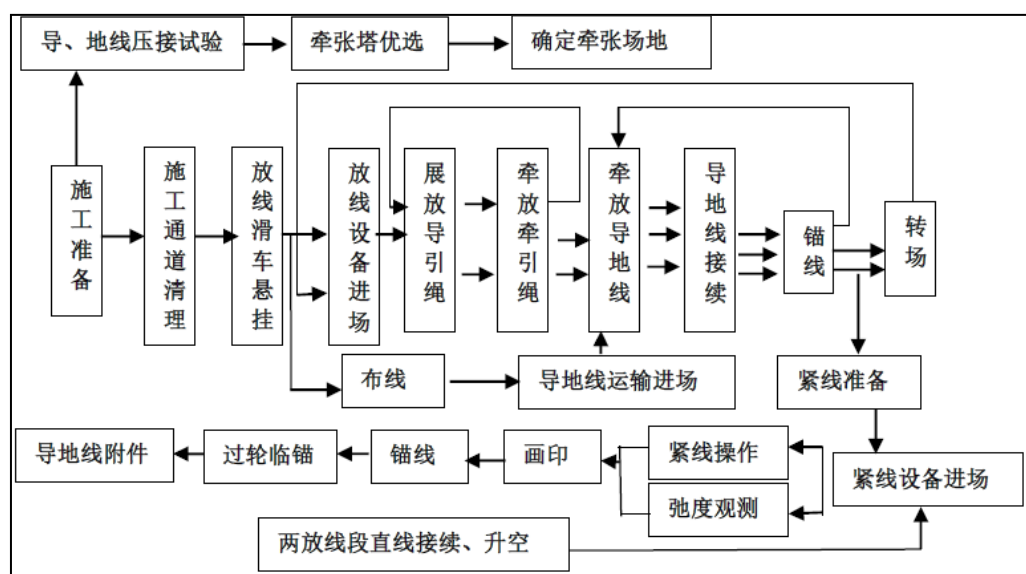 导、地线压接试验
牵张塔优选
确定牵张场地
施工准备
施工通道清理
放线滑车悬挂
放线设备进场
展放导引绳
牵放牵引绳
牵放导地线
导地线接续
锚线
转场
布线
导地线运输进场
紧线准备
导地线附件
过轮临锚
锚线
画印
紧线操作
弛度观测
紧线设备进场
两放线段直线接续、升空